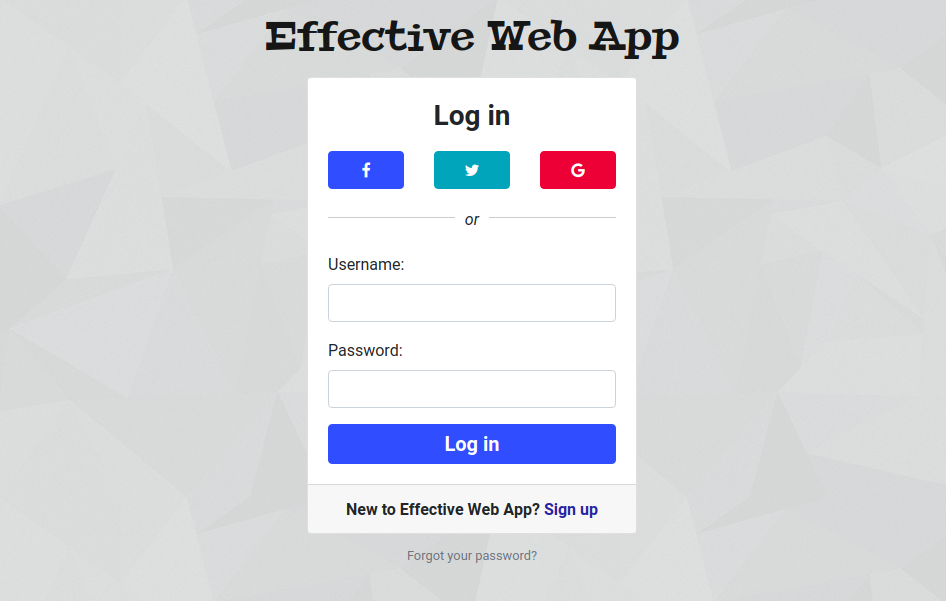 Effective Web App
Log in
or
Username:
Password:
Log in
New to Effective Web App? Sign up
Forgot your password?